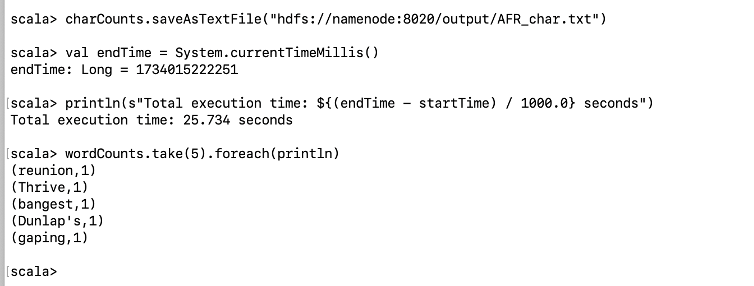 scala> charCounts.saveAsTextFile("hdfs://namenode:8020/output/AFR_char.txt")
scala> val endTime = System.currentTimeMillis()
endTime: Long = 1734015222251
[scala> println(s"Total execution time: ${(endTime - startTime) / 1000.0} seconds")
Total execution time: 25.734 seconds
[scala> wordCounts.take(5).foreach(println)
(reunion,1)
(Thrive,1)
(bangest,1)
(Dunlap's,1)
(gaping,1)
[scala>